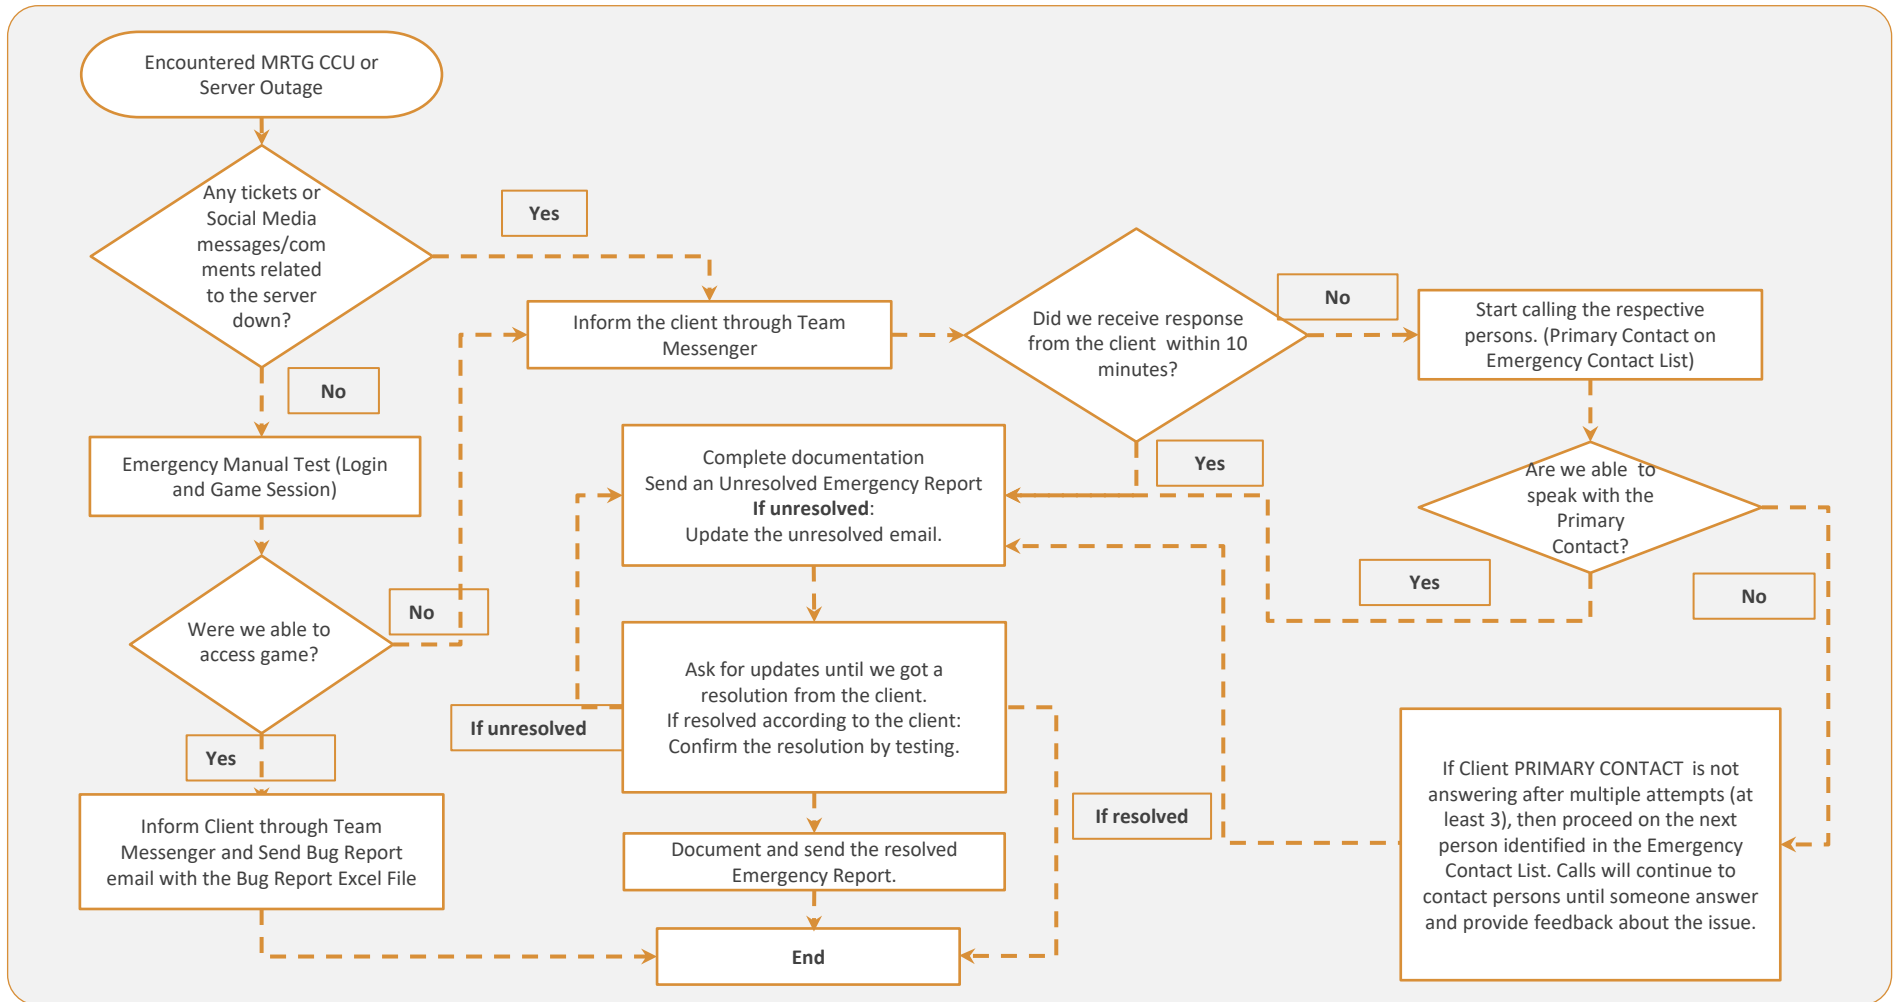 Encountered MRTG CCU or
Server Outage
Any tickets or
Social Media
messages/com
ments related
to the server
down?
Yes
No
Inform the client through Team
Messenger
Did we receive response
from the client  within 10
minutes?
No
Start calling the respective
persons. (Primary Contact on
Emergency Contact List)
Emergency Manual Test (Login
and Game Session)
Complete documentation
Send an Unresolved Emergency Report
If unresolved:
Update the unresolved email.
Yes
Are we able  to
speak with the
Primary
Contact?
Yes
No
Were we able to
access game?
No
Yes
Ask for updates until we got a
resolution from the client.
If resolved according to the client:
Confirm the resolution by testing.
If unresolved
If resolved
If Client PRIMARY CONTACT  is not
answering after multiple attempts (at
least 3), then proceed on the next
person identified in the Emergency
Contact List. Calls will continue to
contact persons until someone answer
and provide feedback about the issue.
Inform Client through Team
Messenger and Send Bug Report
email with the Bug Report Excel File
Document and send the resolved
Emergency Report.
End